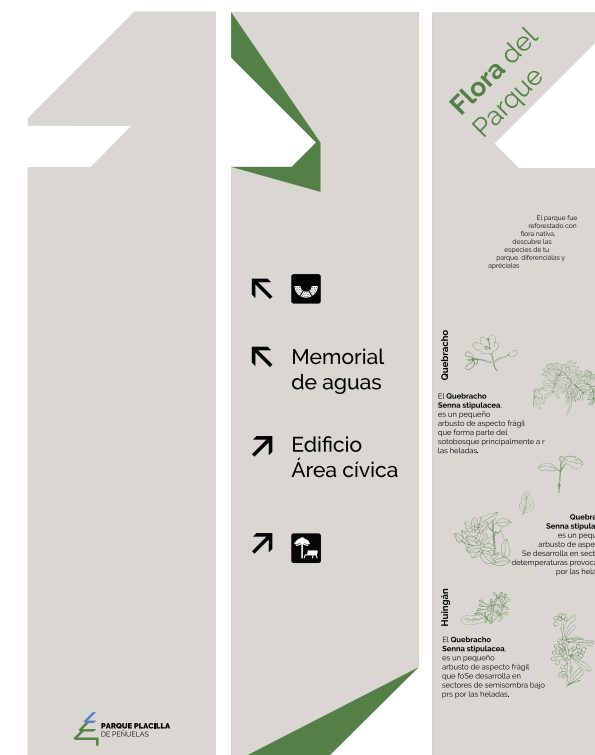 PARQUE PLACILLA
DE PEÑUELAS
Memorial
de aguas
Edificio
Área cívica
Flora del
Parque
El parque fue
reforestado con
flora nativa,
descubre las
especies de tu
parque, diferenciálas y
aprécialas
Quebracho
El Quebracho
Senna stipulacea,
es un pequeño
arbusto de aspecto frágil
que forma parte del
sotobosque principalmente a r
las heladas.
Quebra
Senna stipula
es un pequ
arbusto de aspe
Se desarrolla en sect
detemperaturas provoca
por las hela
Huingán
El Quebracho
Senna stipulacea,
es un pequeño
arbusto de aspecto frágil
que foSe desarrolla en
sectores de semisombra bajo
prs por las heladas.